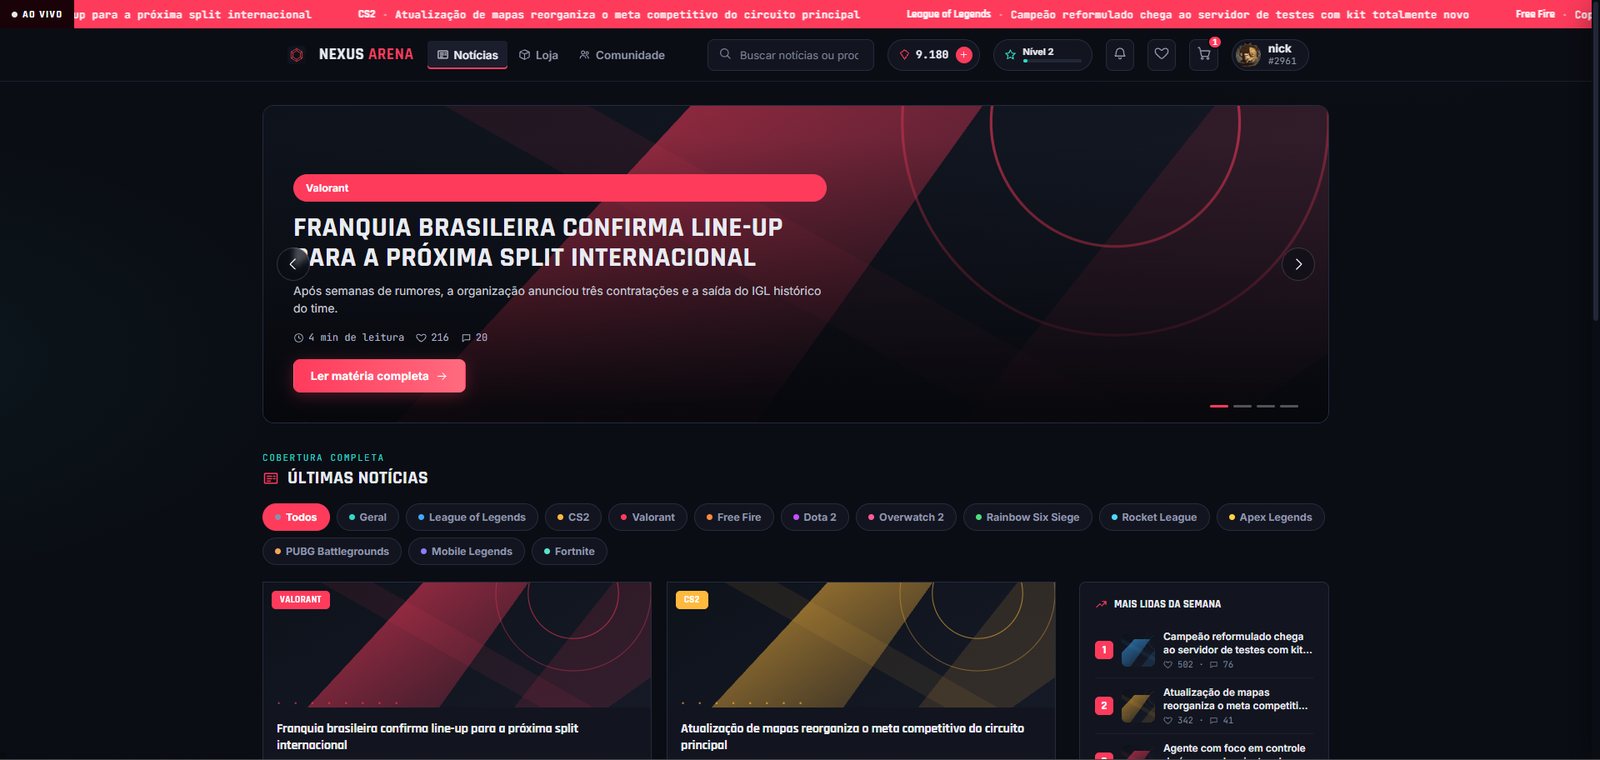 AO VIVO
up para a próxima split internacional
CS2 · Atualização de mapas reorganiza o meta competitivo do circuito principal
League of Legends · Campeão reformulado chega ao servidor de testes com kit totalmente novo
Free Fire ·
NEXUS ARENA
Notícias
Loja
Comunidade
Buscar notícias ou proc
9.180
+
Nível 2
1
nick
#2961
Valorant
FRANQUIA BRASILEIRA CONFIRMA LINE-UP
PARA A PRÓXIMA SPLIT INTERNACIONAL
Após semanas de rumores, a organização anunciou três contratações e a saída do IGL histórico
do time.
4 min de leitura 216 20
Ler matéria completa →
COBERTURA COMPLETA
ÚLTIMAS NOTÍCIAS
Todos
Geral
League of Legends
CS2
Valorant
Free Fire
Dota 2
Overwatch 2
Rainbow Six Siege
Rocket League
Apex Legends
PUBG Battlegrounds
Mobile Legends
Fortnite
VALORANT
Franquia brasileira confirma line-up para a próxima split
internacional
CS2
Atualização de mapas reorganiza o meta competitivo do circuito
principal
MAIS LIDAS DA SEMANA
1
Campeão reformulado chega
ao servidor de testes com kit...
502 · 76
2
Atualização de mapas
reorganiza o meta competiti...
342 · 41
Agente com foco em controle